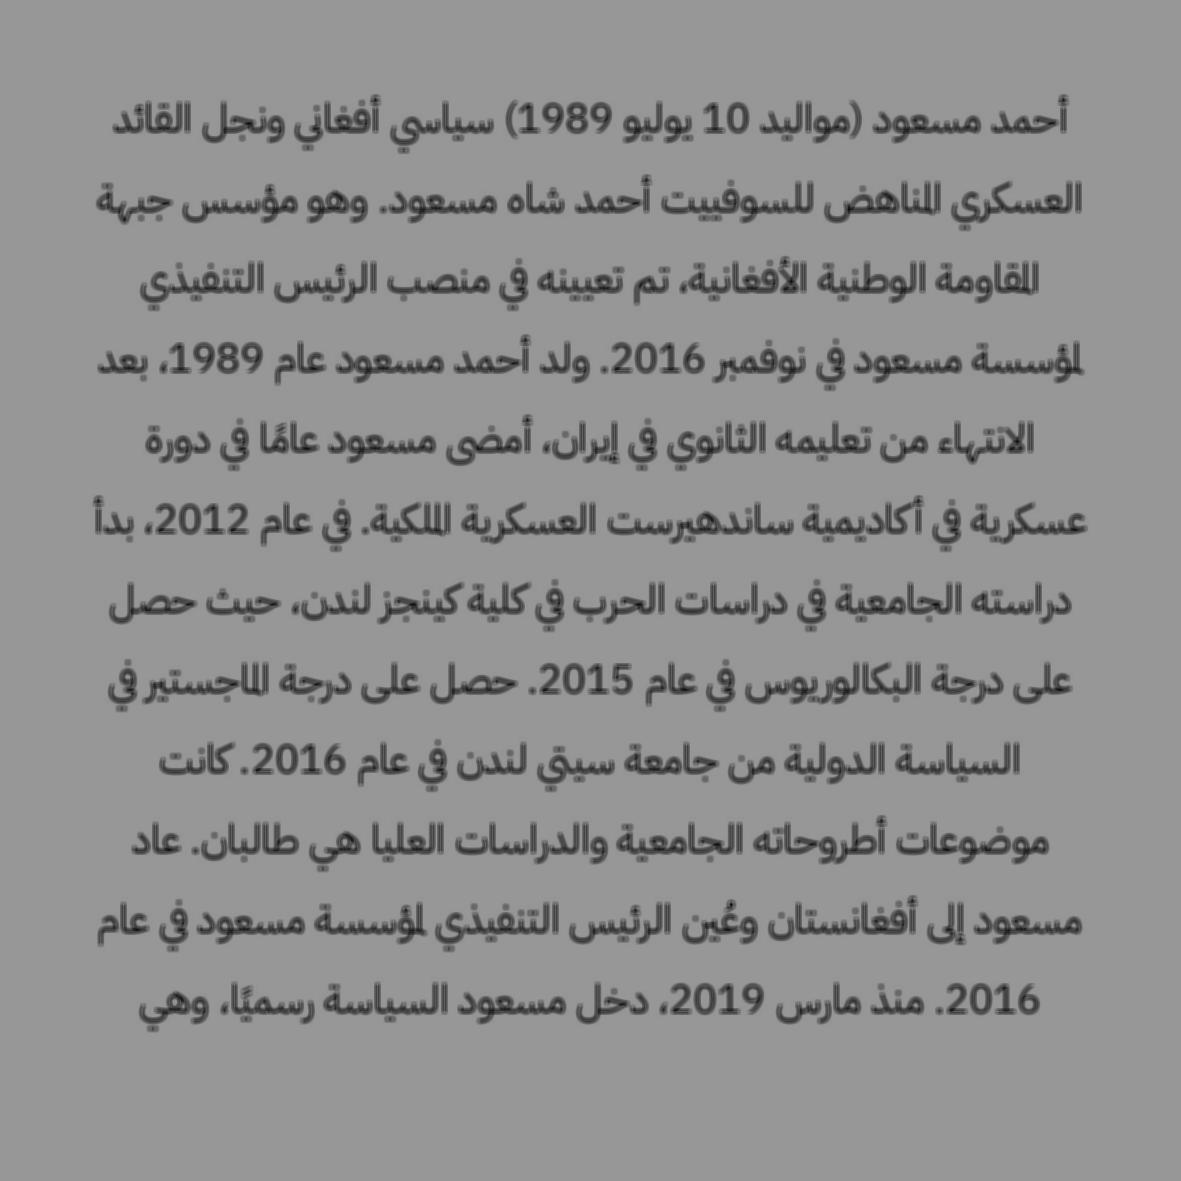 أحمد مسعود (مواليد 10 يوليو 1989) سياسي أفغاني ونجل القائد
العسكري المناهض للسوفييت أحمد شاه مسعود. وهو مؤسس جبهة
المقاومة الوطنية الأفغانية، تم تعيينه في منصب الرئيس التنفيذي
لمؤسسة مسعود في نوفمبر 2016. ولد أحمد مسعود عام 1989، بعد
الانتهاء من تعليمه الثانوي في إيران، أمضى مسعود عامًا في دورة
عسكرية في أكاديمية ساندهيرست العسكرية الملكية. في عام 2012، بدأ
دراسته الجامعية في دراسات الحرب في كلية كينجز لندن، حيث حصل
على درجة البكالوريوس في عام 2015. حصل على درجة الماجستير في
السياسة الدولية من جامعة سيتي لندن في عام 2016. كانت
موضوعات أطروحاته الجامعية والدراسات العليا هي طالبان. عاد
مسعود إلى أفغانستان وعُين الرئيس التنفيذي لمؤسسة مسعود في عام
2016. منذ مارس 2019، دخل مسعود السياسة رسميًا، وهي